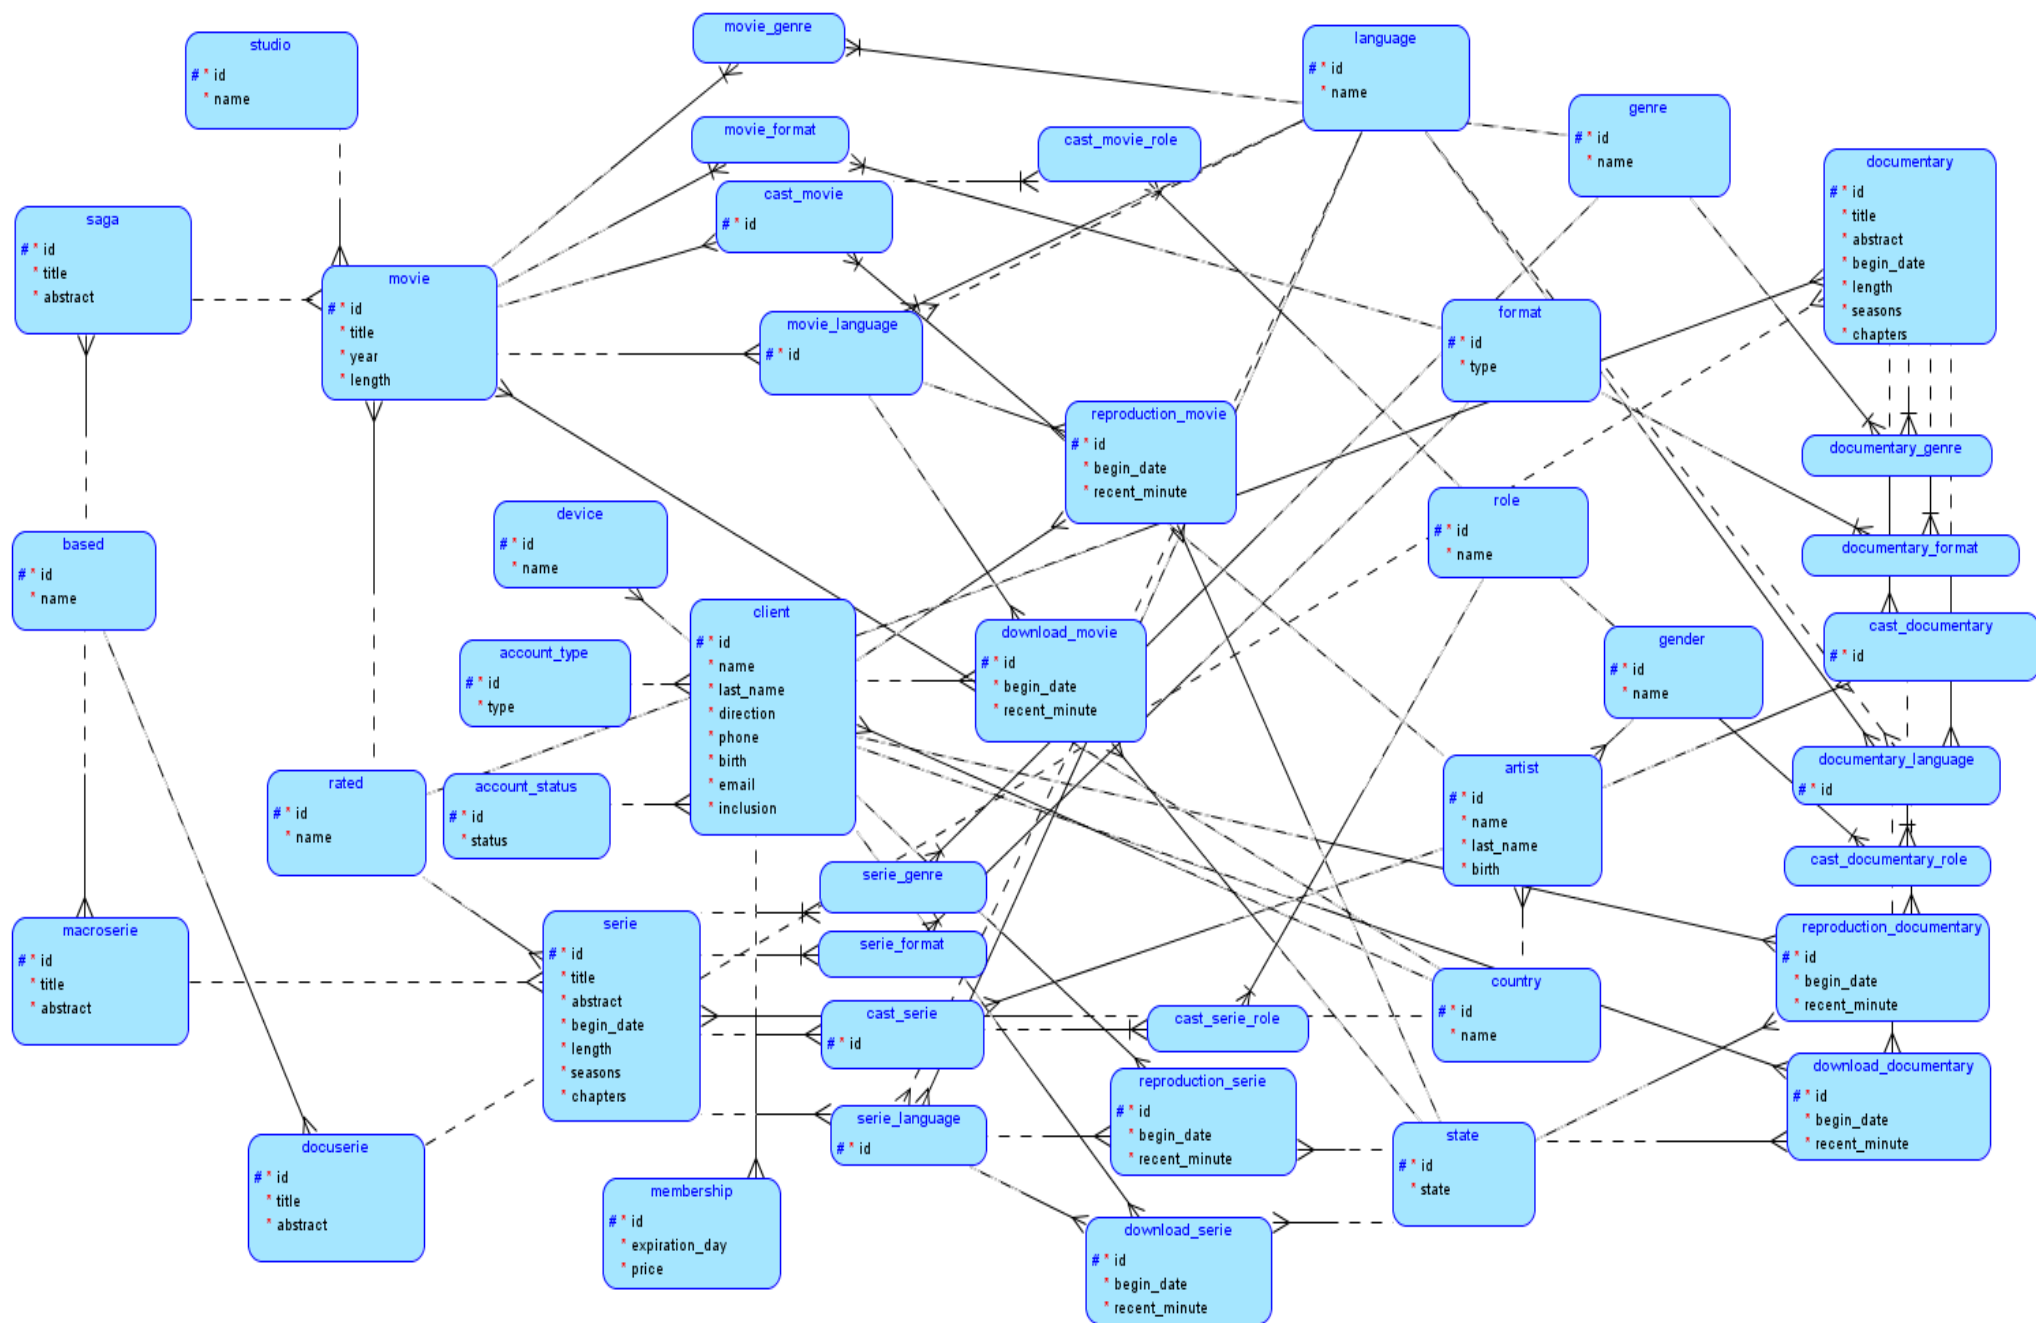 studio
# * id
* name
movie_genre
language
# * id
* name
genre
# * id
* name
documentary
# * id
* title
* abstract
* begin_date
* length
* seasons
* chapters
movie_format
cast_movie_role
cast_movie
# * id
saga
# * id
* title
* abstract
movie
# * id
* title
* year
* length
movie_language
# * id
format
# * id
* type
reproduction_movie
# * id
* begin_date
* recent_minute
documentary_genre
role
# * id
* name
device
# * id
* name
based
# * id
* name
documentary_format
client
# * id
* name
* last_name
* direction
* phone
* birth
* email
* inclusion
download_movie
# * id
* begin_date
* recent_minute
cast_documentary
# * id
gender
# * id
* name
account_type
# * id
* type
artist
# * id
* name
* last_name
* birth
documentary_language
# * id
rated
# * id
* name
account_status
# * id
* status
cast_documentary_role
serie_genre
macroserie
# * id
* title
* abstract
serie
# * id
* title
* abstract
* begin_date
* length
* seasons
* chapters
serie_format
reproduction_documentary
# * id
* begin_date
* recent_minute
country
# * id
* name
cast_serie
# * id
cast_serie_role
download_documentary
# * id
* begin_date
* recent_minute
reproduction_serie
# * id
* begin_date
* recent_minute
serie_language
# * id
state
# * id
* state
docuserie
# * id
* title
* abstract
membership
# * id
* expiration_day
* price
download_serie
# * id
* begin_date
* recent_minute